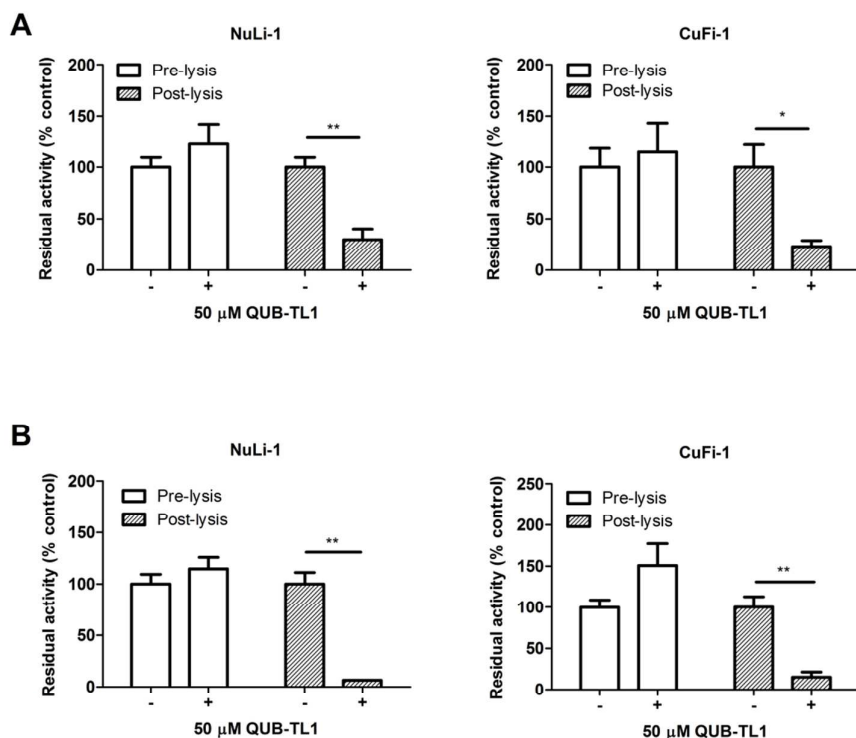 A
NuLi-1
Residual activity (% control)
200
150
100
50
0
Pre-lysis
Post-lysis
**
- + - +
50 μM QUB-TL1
CuFi-1
Residual activity (% control)
200
150
100
50
0
Pre-lysis
Post-lysis
*
- + - +
50 μM QUB-TL1
B
NuLi-1
Residual activity (% control)
200
150
100
50
0
Pre-lysis
Post-lysis
**
- + - +
50 μM QUB-TL1
CuFi-1
Residual activity (% control)
250
200
150
100
50
0
Pre-lysis
Post-lysis
**
- + - +
50 μM QUB-TL1